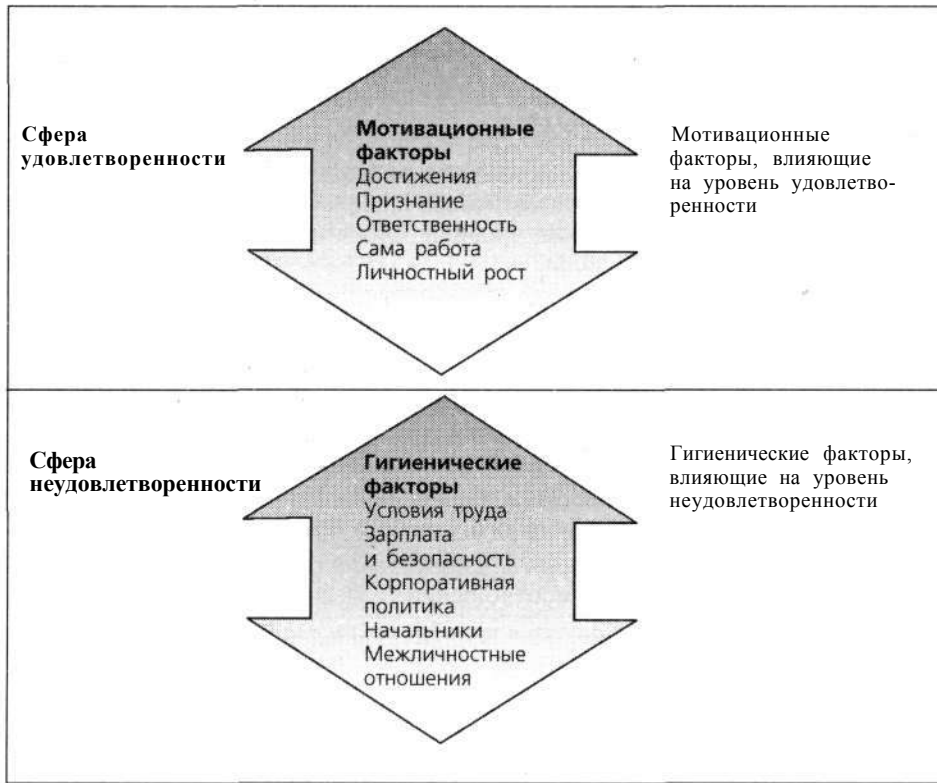 Сфера
удовлетворенности
Мотивационные
факторы
Достижения
Признание
Ответственность
Сама работа
Личностный рост
Мотивационные
факторы, влияющие
на уровень удовлетво-
ренности
Сфера
неудовлетворенности
Гигиенические
факторы
Условия труда
Зарплата
и безопасность
Корпоративная
политика
Начальники
Межличностные
отношения
Гигиенические факторы,
влияющие на уровень
неудовлетворенности